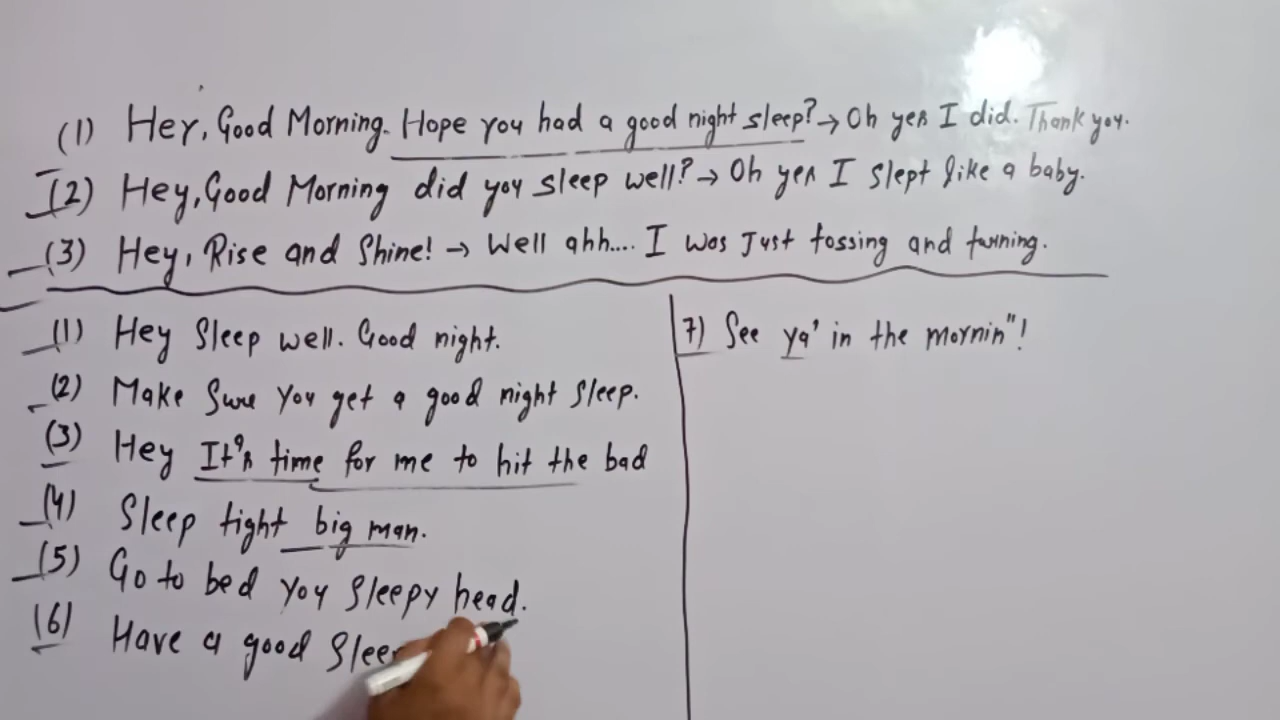 (1) Hey, Good Morning. Hope you had a good night sleep? → Oh yes I did. Thank you.
(2) Hey, Good Morning did you sleep well? → Oh yes I slept like a baby.
(3) Hey, Rise and Shine! → Well ahh.... I was just tossing and turning.
(1) Hey Sleep well. Good night.
(2) Make Sure you get a good night sleep.
(3) Hey It's time for me to hit the bad
(4) Sleep tight big man.
(5) Go to bed you sleepy head.
(6) Have a good
7) See ya' in the mornin"!